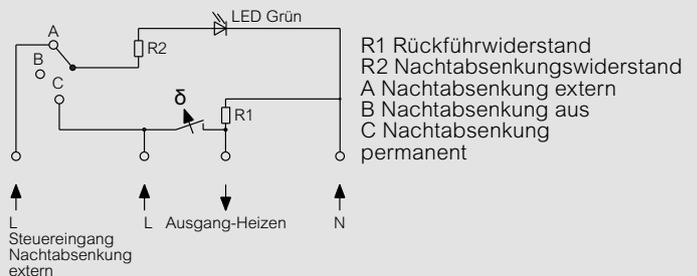 LED Grün
A
R2
B
C
δ
R1
L
Steuereingang
Nachtabsenkung
extern
L
Ausgang-Heizen
N
R1 Rückführwiderstand
R2 Nachtabsenkungswiderstand
A Nachtabsenkung extern
B Nachtabsenkung aus
C Nachtabsenkung
permanent